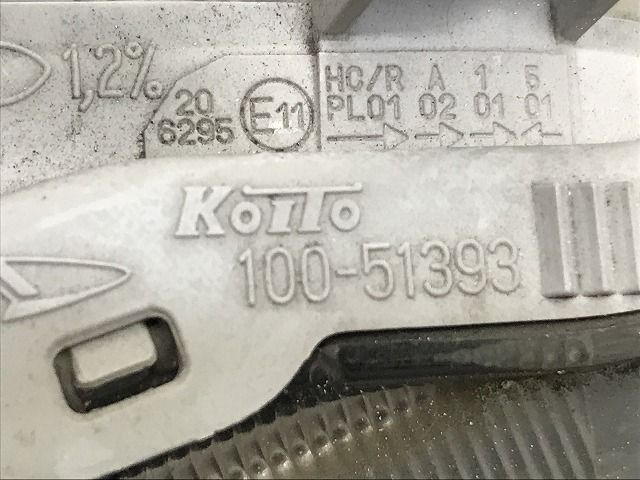 1,2%
20
6295
E11
HC/R A 1 5
PL01 02 01 01
KOITO
100-51393